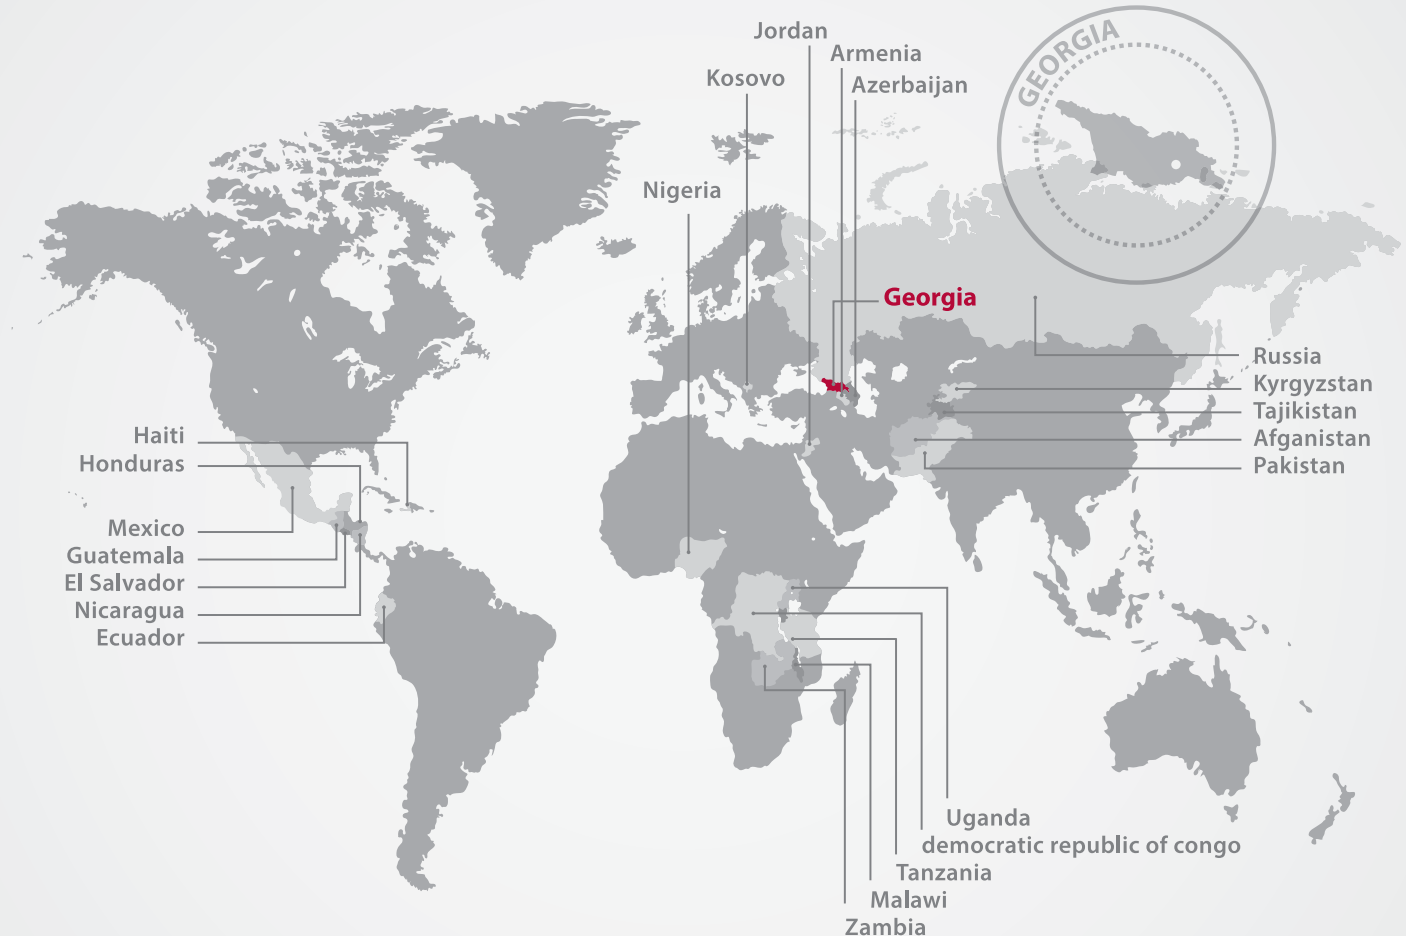 Jordan
Armenia
Kosovo
Azerbaijan
GEORGIA
Nigeria
Georgia
Russia
Kyrgyzstan
Tajikistan
Afganistan
Pakistan
Haiti
Honduras
Mexico
Guatemala
El Salvador
Nicaragua
Ecuador
Uganda
democratic republic of congo
Tanzania
Malawi
Zambia